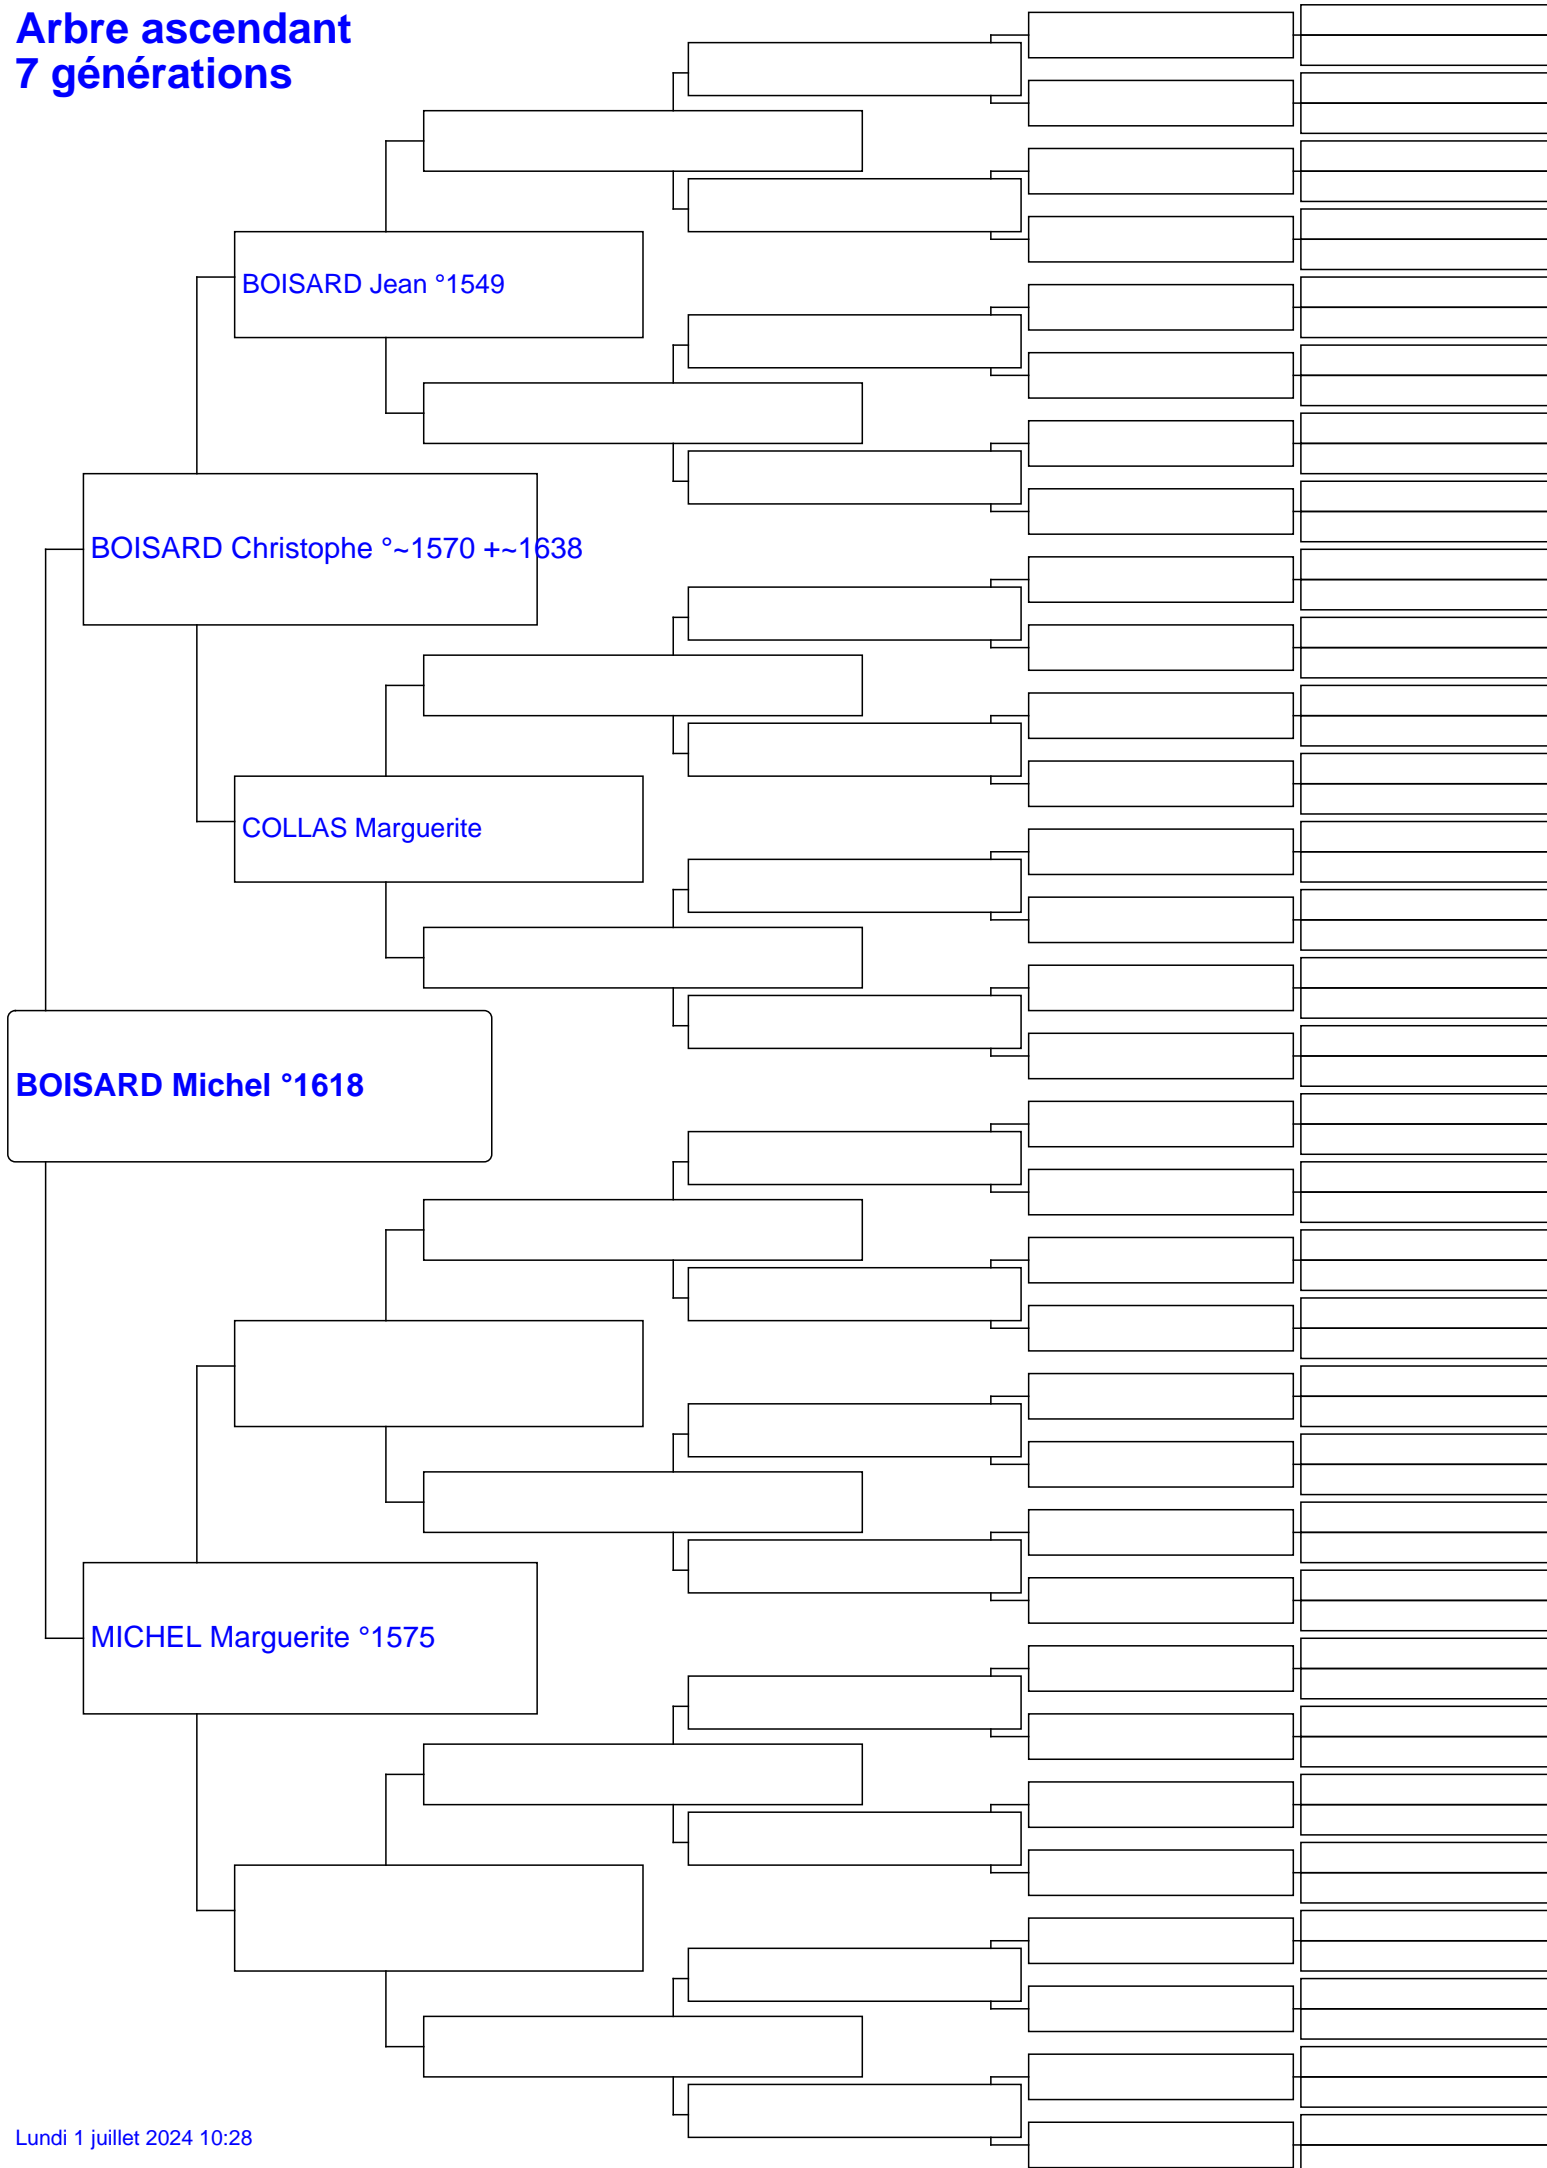 Arbre ascendant
7 générations
BOISARD Jean °1549
BOISARD Christophe °~1570 +~1638
COLLAS Marguerite
BOISARD Michel °1618
MICHEL Marguerite °1575
Lundi 1 juillet 2024 10:28